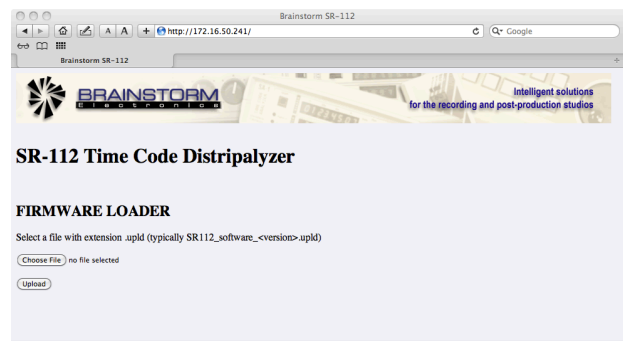 Brainstorm SR-112
A A + http://172.16.50.241/ Google
Brainstorm SR-112 +
BRAINSTORM
Electronics
Intelligent solutions
for the recording and post-production studios
SR-112 Time Code Distripalyzer
FIRMWARE LOADER
Select a file with extension .upld (typically SR112_software_<version>.upld)
Choose File no file selected
Upload